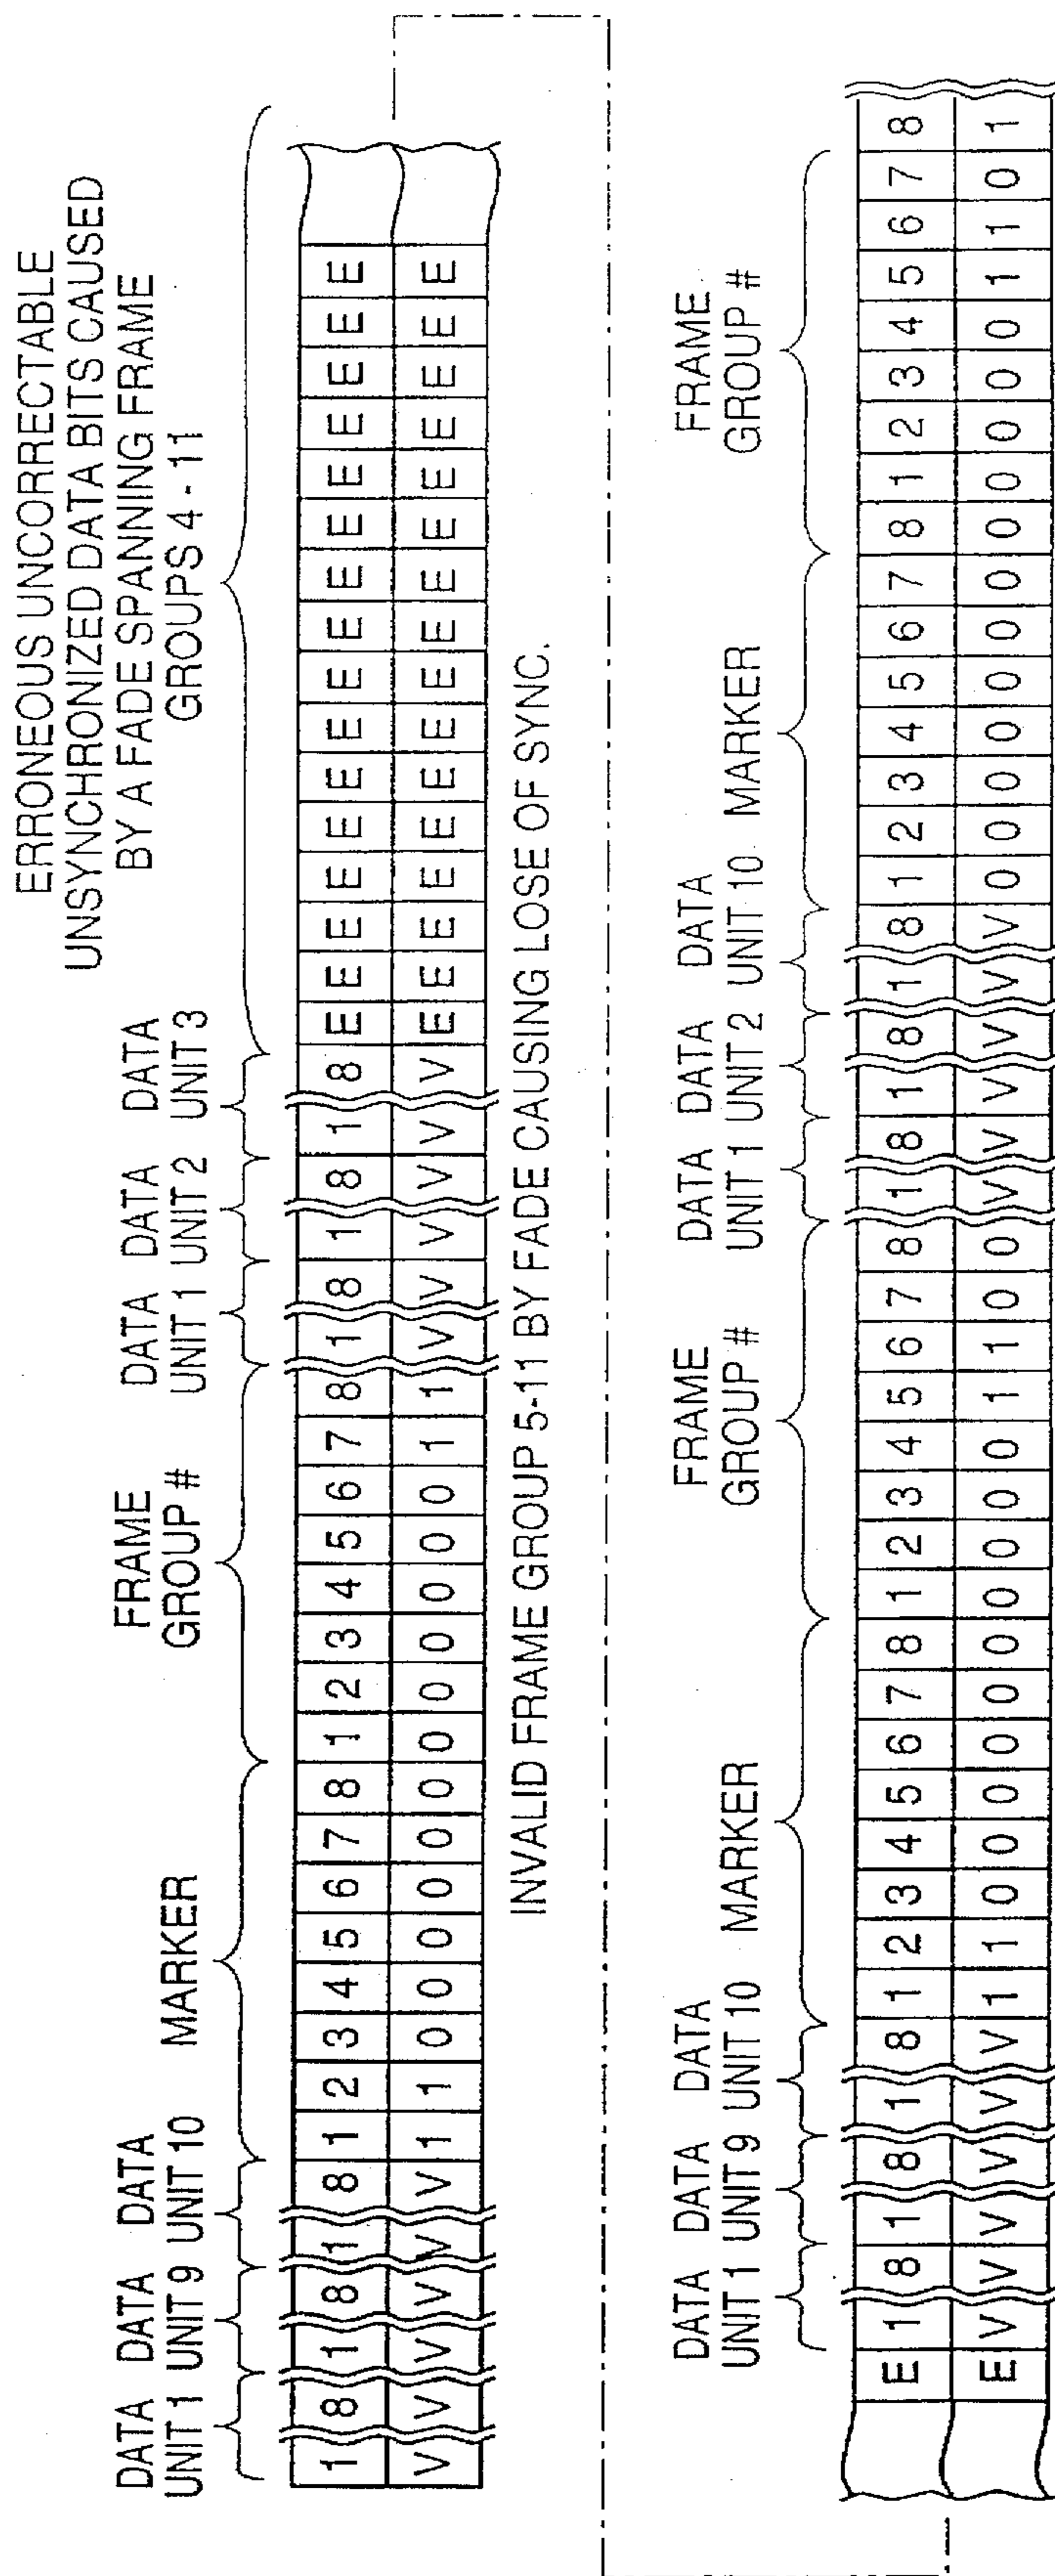 ERRONEOUS UNCORRECTABLE
UNSYNCHRONIZED DATA BITS CAUSED
BY A FADE SPANNING FRAME
GROUPS 4 - 11
DATA UNIT 1
DATA UNIT 9
DATA UNIT 10
MARKER
FRAME GROUP #
DATA UNIT 1
DATA UNIT 2
DATA UNIT 3
1 8 1 8 1 8 1 2 3 4 5 6 7 8 1 2 3 4 5 6 7 8 1 8 1 8 1 8 E E E E E E E E E E E E E E E E
V V V V V V 1 1 0 0 0 0 0 0 0 0 0 0 0 0 1 1 V V V V V V E E E E E E E E E E E E E E E E
INVALID FRAME GROUP 5-11 BY FADE CAUSING LOSE OF SYNC.
DATA UNIT 1
DATA UNIT 9
DATA UNIT 10
MARKER
FRAME GROUP #
DATA UNIT 1
DATA UNIT 2
DATA UNIT 10
MARKER
FRAME GROUP #
E 1 8 1 8 1 8 1 2 3 4 5 6 7 8 1 2 3 4 5 6 7 8 1 8 1 8 1 8 1 2 3 4 5 6 7 8 1 2 3 4 5 6 7 8
E V V V V V V 1 1 0 0 0 0 0 0 0 0 0 0 1 1 0 0 V V V V V V 0 0 0 0 0 0 0 0 0 0 0 0 1 1 0 1